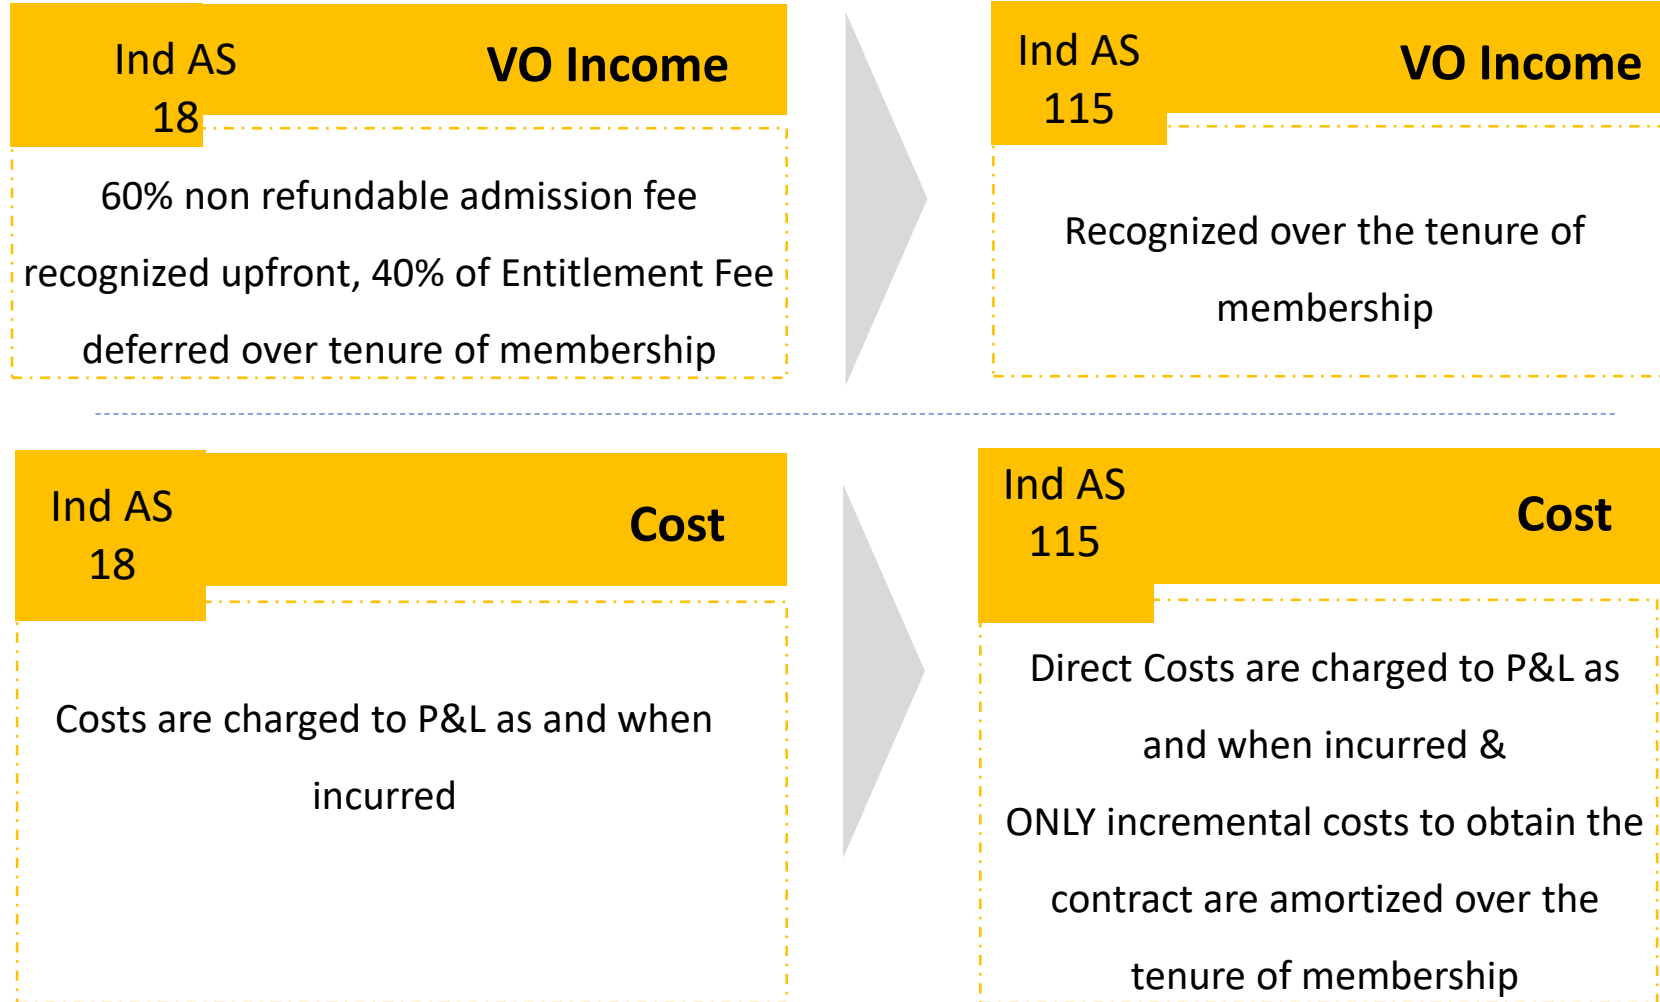 Ind AS
18
VO Income
60% non refundable admission fee
recognized upfront, 40% of Entitlement Fee
deferred over tenure of membership
Ind AS
115
VO Income
Recognized over the tenure of
membership
Ind AS
18
Cost
Costs are charged to P&L as and when
incurred
Ind AS
115
Cost
Direct Costs are charged to P&L as
and when incurred &
ONLY incremental costs to obtain the
contract are amortized over the
tenure of membership